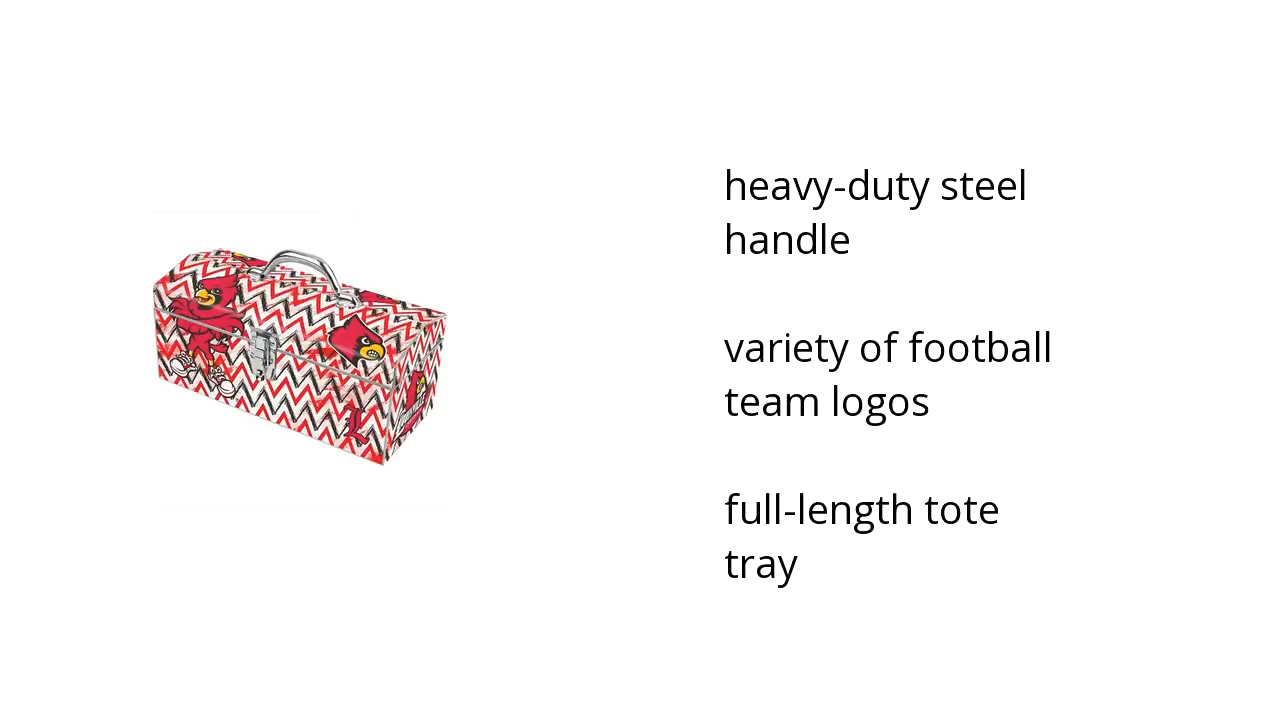 heavy-duty steel
handle
variety of football
team logos
full-length tote
tray
L